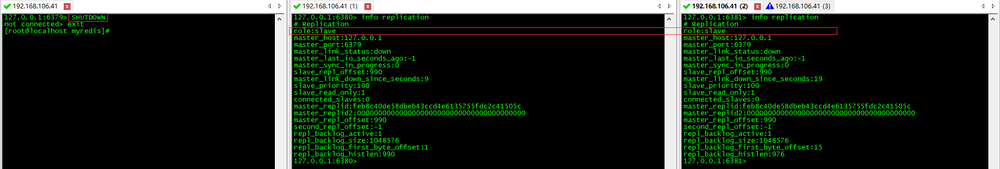 192.168.106.41
127.0.0.1:6379> SHUTDOWN
not connected> exit
[root@localhost myredis]#
192.168.106.41 (1)
127.0.0.1:6380> info replication
# Replication
role:slave
master_host:127.0.0.1
master_port:6379
master_link_status:down
master_last_io_seconds_ago:-1
master_sync_in_progress:0
slave_repl_offset:990
master_link_down_since_seconds:9
slave_priority:100
slave_read_only:1
connected_slaves:0
master_replid:feb8c40de58dbeb43ccd4e6135755fdc2c41505c
master_replid2:0000000000000000000000000000000000000000
master_repl_offset:990
second_repl_offset:-1
repl_backlog_active:1
repl_backlog_size:1048576
repl_backlog_first_byte_offset:1
repl_backlog_histlen:990
127.0.0.1:6380>
192.168.106.41 (2)
192.168.106.41 (3)
127.0.0.1:6381> info replication
# Replication
role:slave
master_host:127.0.0.1
master_port:6379
master_link_status:down
master_last_io_seconds_ago:-1
master_sync_in_progress:0
slave_repl_offset:990
master_link_down_since_seconds:19
slave_priority:100
slave_read_only:1
connected_slaves:0
master_replid:feb8c40de58dbeb43ccd4e6135755fdc2c41505c
master_replid2:0000000000000000000000000000000000000000
master_repl_offset:990
second_repl_offset:-1
repl_backlog_active:1
repl_backlog_size:1048576
repl_backlog_first_byte_offset:15
repl_backlog_histlen:976
127.0.0.1:6381>